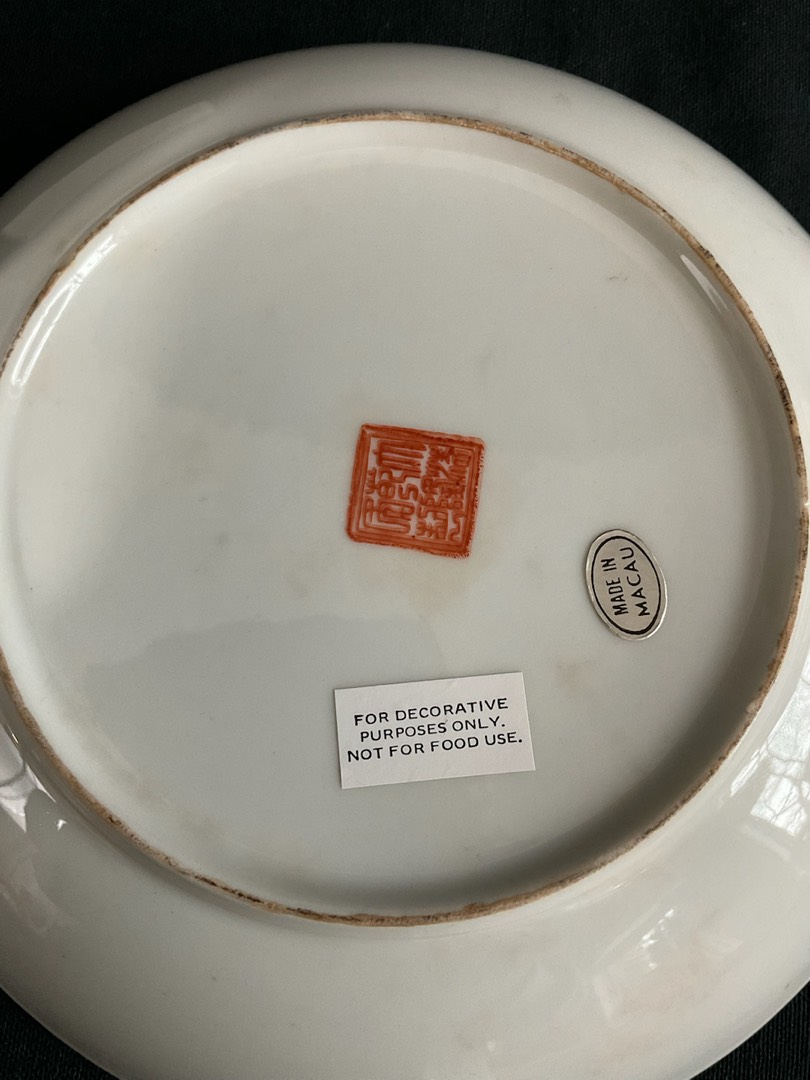 MADE IN
MACAU
FOR DECORATIVE
PURPOSES ONLY.
NOT FOR FOOD USE.